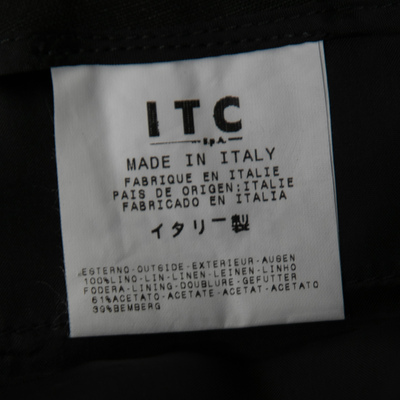 ITC
S.p.A.
MADE IN ITALY
FABRIQUE EN ITALIE
PAIS DE ORIGEN:ITALIE
FABRICADO EN ITALIA
イタリー製
ESTERNO-OUTSIDE-EXTERIEUR-AUSEN
100%LINO-LIN-LINEN-LEINEN-LINHO
FODERA-LINING-DOUBLURE-GEFUTTER
61%ACETATO-ACETATE-ACETAT-ACETATO
39%BEMBERG